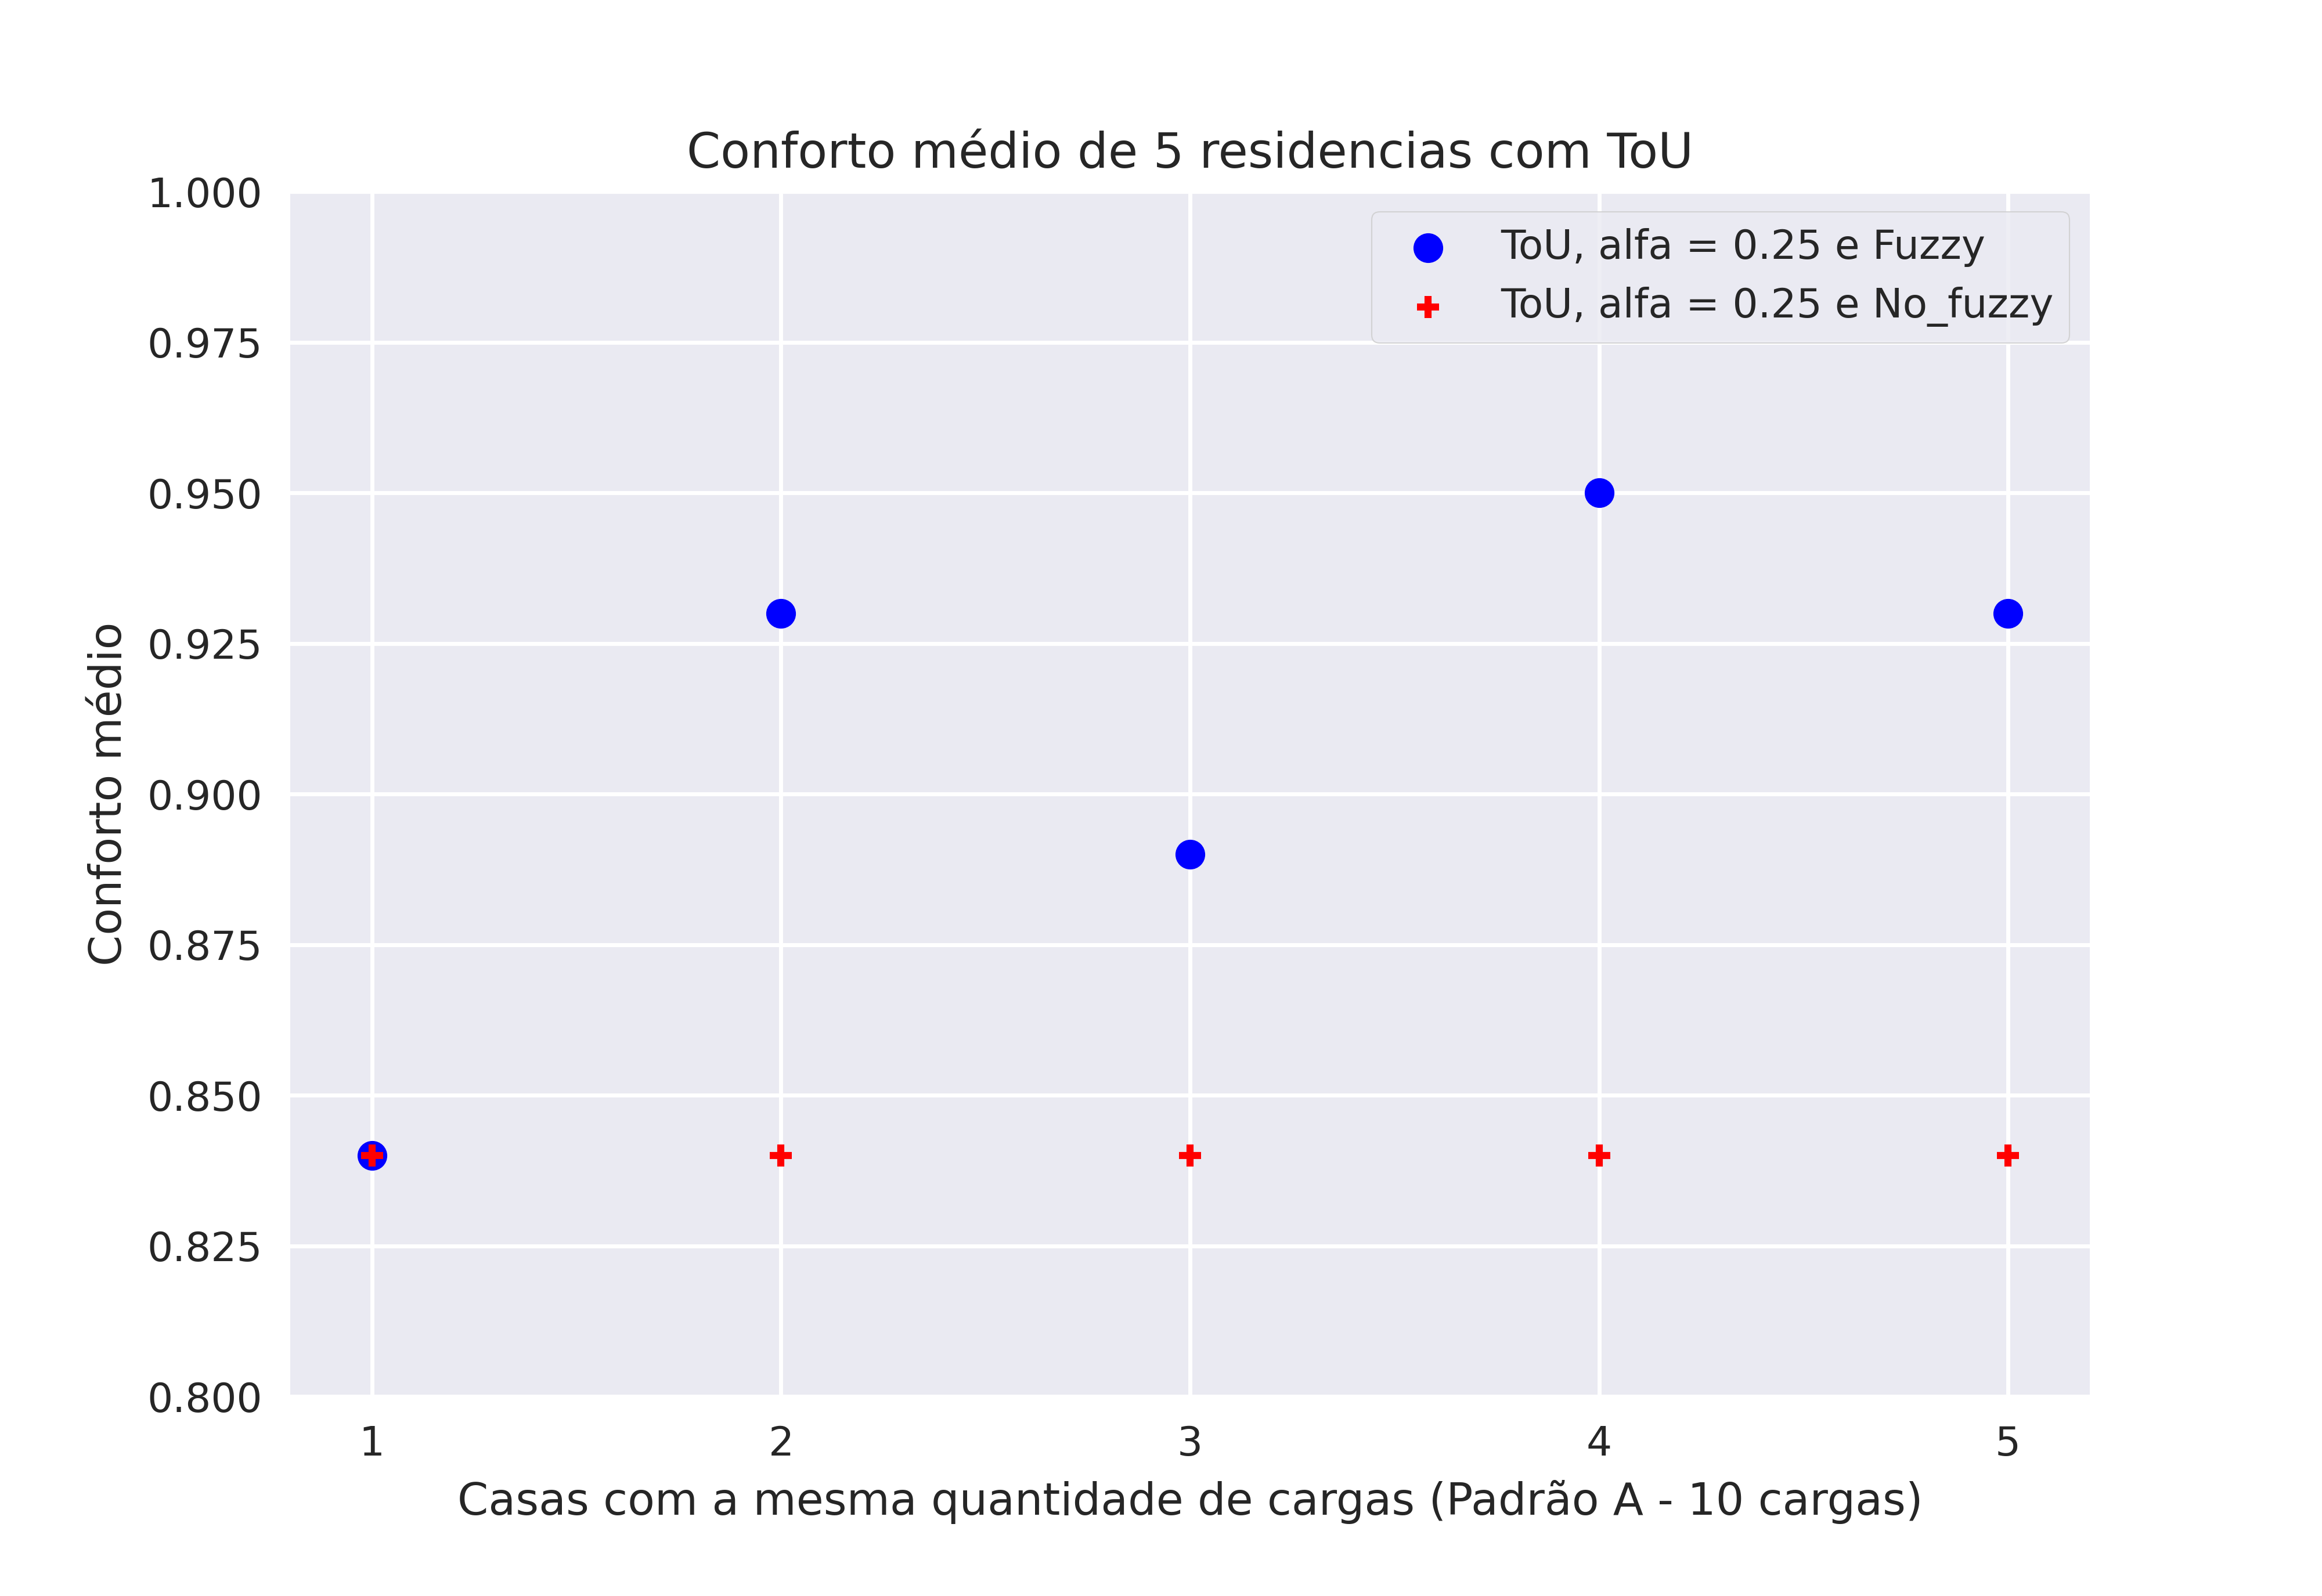 Conforto médio de 5 residencias com ToU
ToU, alfa = 0.25 e Fuzzy
ToU, alfa = 0.25 e No_fuzzy
Conforto médio
1.000
0.975
0.950
0.925
0.900
0.875
0.850
0.825
0.800
1 2 3 4 5
Casas com a mesma quantidade de cargas (Padrão A - 10 cargas)